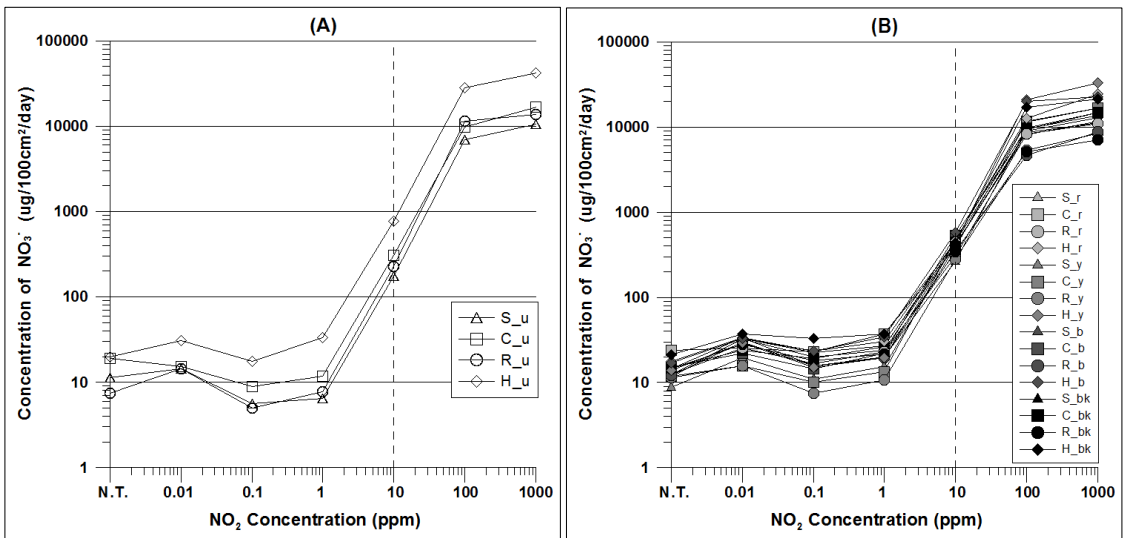 (A)
Concentration of NO₃⁻ (ug/100cm²/day)
100000
10000
1000
100
10
1
N.T. 0.01 0.1 1 10 100 1000
NO₂ Concentration (ppm)
S_u
C_u
R_u
H_u
(B)
Concentration of NO₃⁻ (ug/100cm²/day)
100000
10000
1000
100
10
1
N.T. 0.01 0.1 1 10 100 1000
NO₂ Concentration (ppm)
S_r
C_r
R_r
H_r
S_y
C_y
R_y
H_y
S_b
C_b
R_b
H_b
S_bk
C_bk
R_bk
H_bk